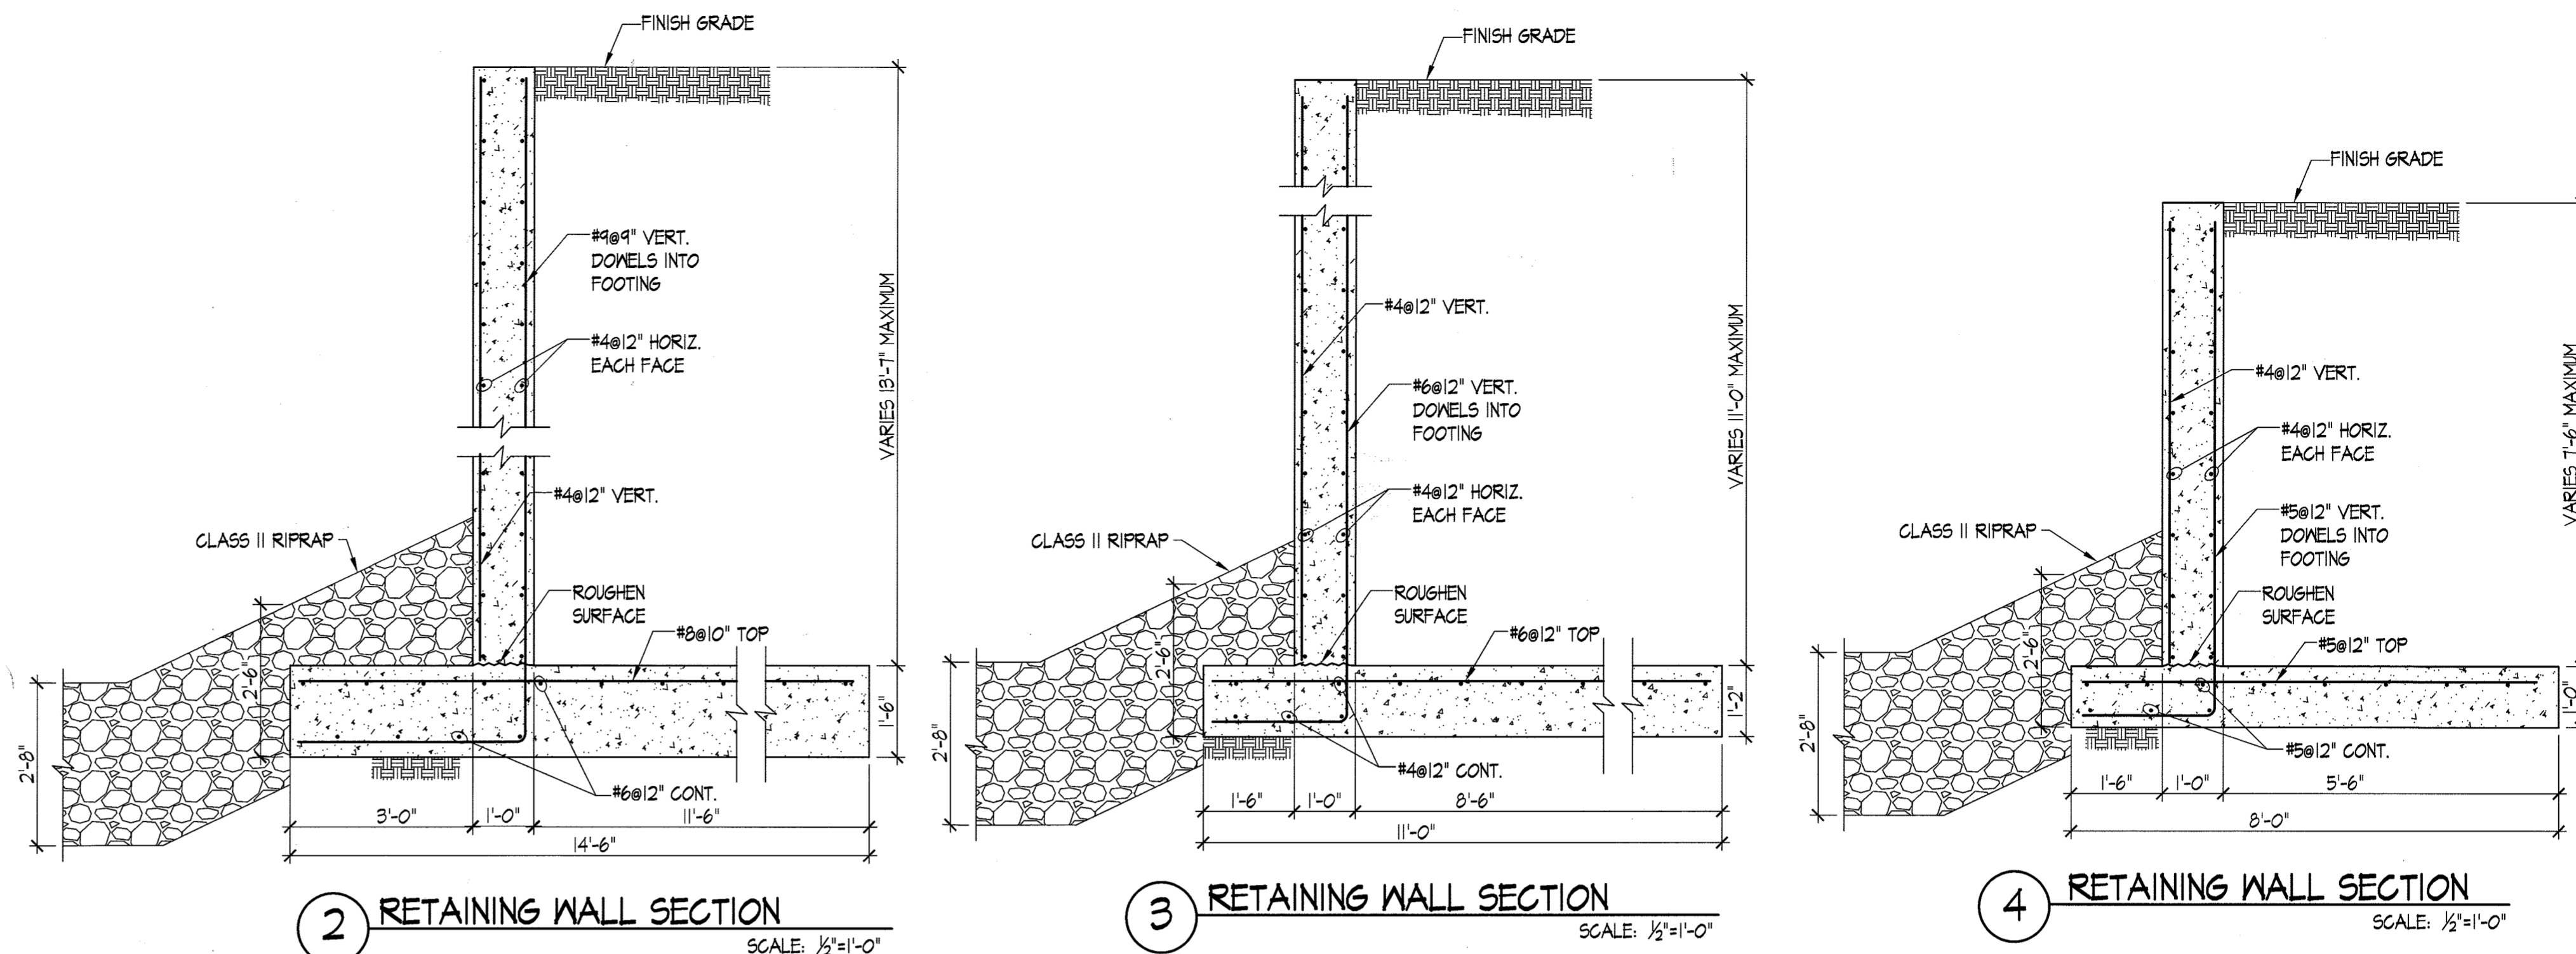 FINISH GRADE
#9@9" VERT.
DOWELS INTO
FOOTING
#4@12" HORIZ.
EACH FACE
VARIES 13'-7" MAXIMUM
#4@12" VERT.
CLASS II RIPRAP
ROUGHEN
SURFACE
#8@10" TOP
2'-6"
1'-6"
2'-8"
#6@12" CONT.
3'-0"
1'-0"
11'-6"
14'-6"
2
RETAINING WALL SECTION
SCALE: ½"=1'-0"
FINISH GRADE
#4@12" VERT.
#6@12" VERT.
DOWELS INTO
FOOTING
VARIES 11'-0" MAXIMUM
#4@12" HORIZ.
EACH FACE
CLASS II RIPRAP
ROUGHEN
SURFACE
#6@12" TOP
2'-6"
1'-2"
2'-8"
#4@12" CONT.
1'-6"
1'-0"
8'-6"
11'-0"
3
RETAINING WALL SECTION
SCALE: ½"=1'-0"
FINISH GRADE
#4@12" VERT.
#4@12" HORIZ.
EACH FACE
VARIES 7'-6" MAXIMUM
#5@12" VERT.
DOWELS INTO
FOOTING
CLASS II RIPRAP
ROUGHEN
SURFACE
#5@12" TOP
2'-6"
1'-0"
2'-8"
#5@12" CONT.
1'-6"
1'-0"
5'-6"
8'-0"
4
RETAINING WALL SECTION
SCALE: ½"=1'-0"